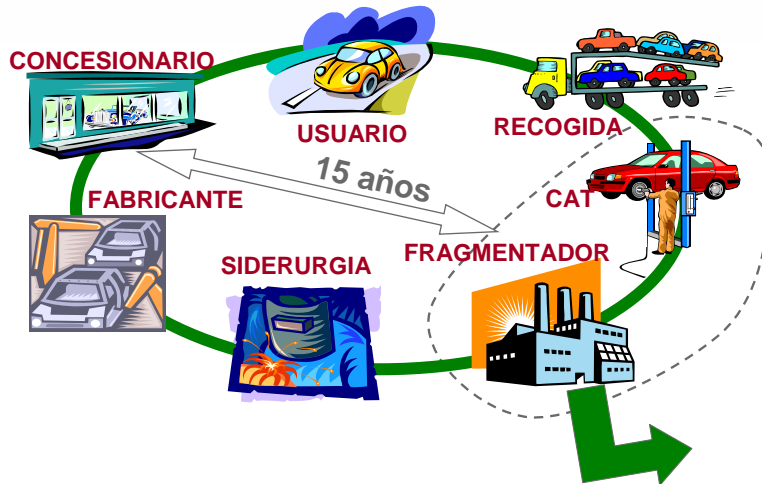 CONCESIONARIO
USUARIO
RECOGIDA
15 años
FABRICANTE
CAT
SIDERURGIA
FRAGMENTADOR